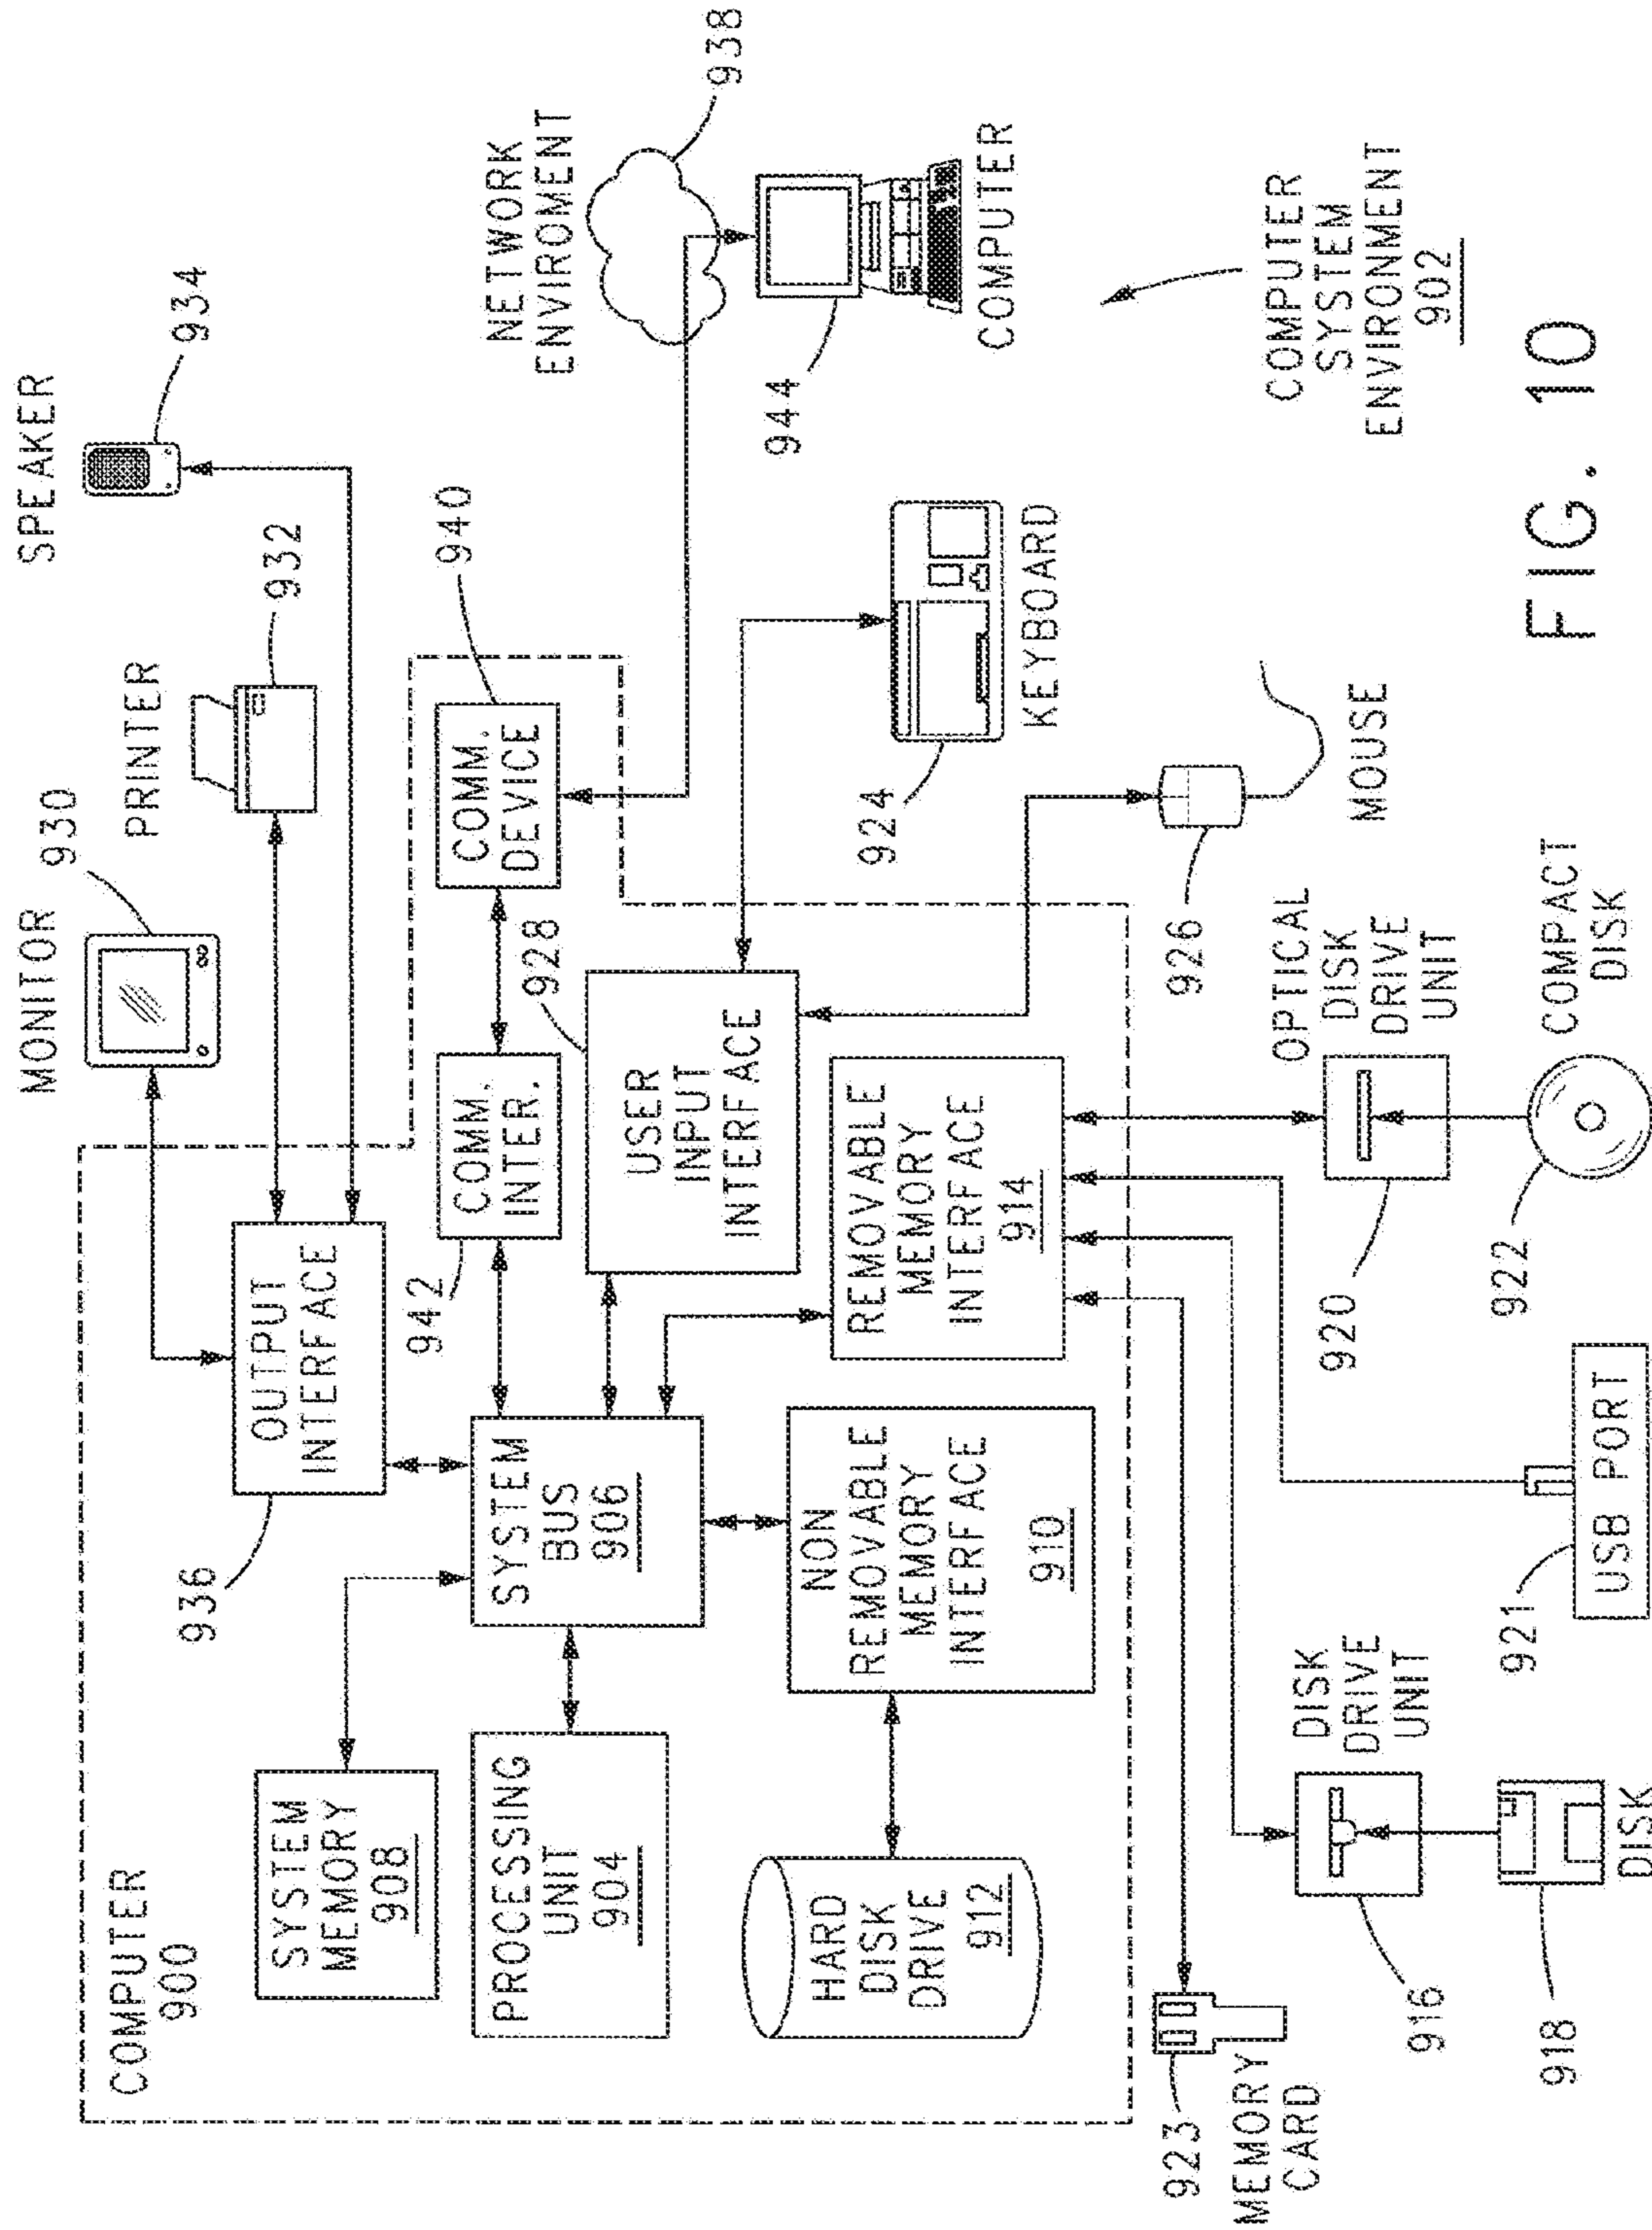 COMPUTER
900
SYSTEM
MEMORY
908
PROCESSING
UNIT
904
HARD
DISK
DRIVE
912
936
OUTPUT
INTERFACE
SYSTEM
BUS
906
NON
REMOVABLE
MEMORY
INTERFACE
910
MONITOR
930
PRINTER
932
SPEAKER
934
942
COMM.
INTER.
928
COMM.
DEVICE
940
USER
INPUT
INTERFACE
REMOVABLE
MEMORY
INTERFACE
914
NETWORK
ENVIROMENT
938
944
COMPUTER
924
KEYBOARD
926
MOUSE
923
MEMORY
CARD
916
DISK
DRIVE
UNIT
918
DISK
921
USB PORT
920
OPTICAL
DISK
DRIVE
UNIT
922
COMPACT
DISK
COMPUTER
SYSTEM
ENVIRONMENT
902
FIG. 10